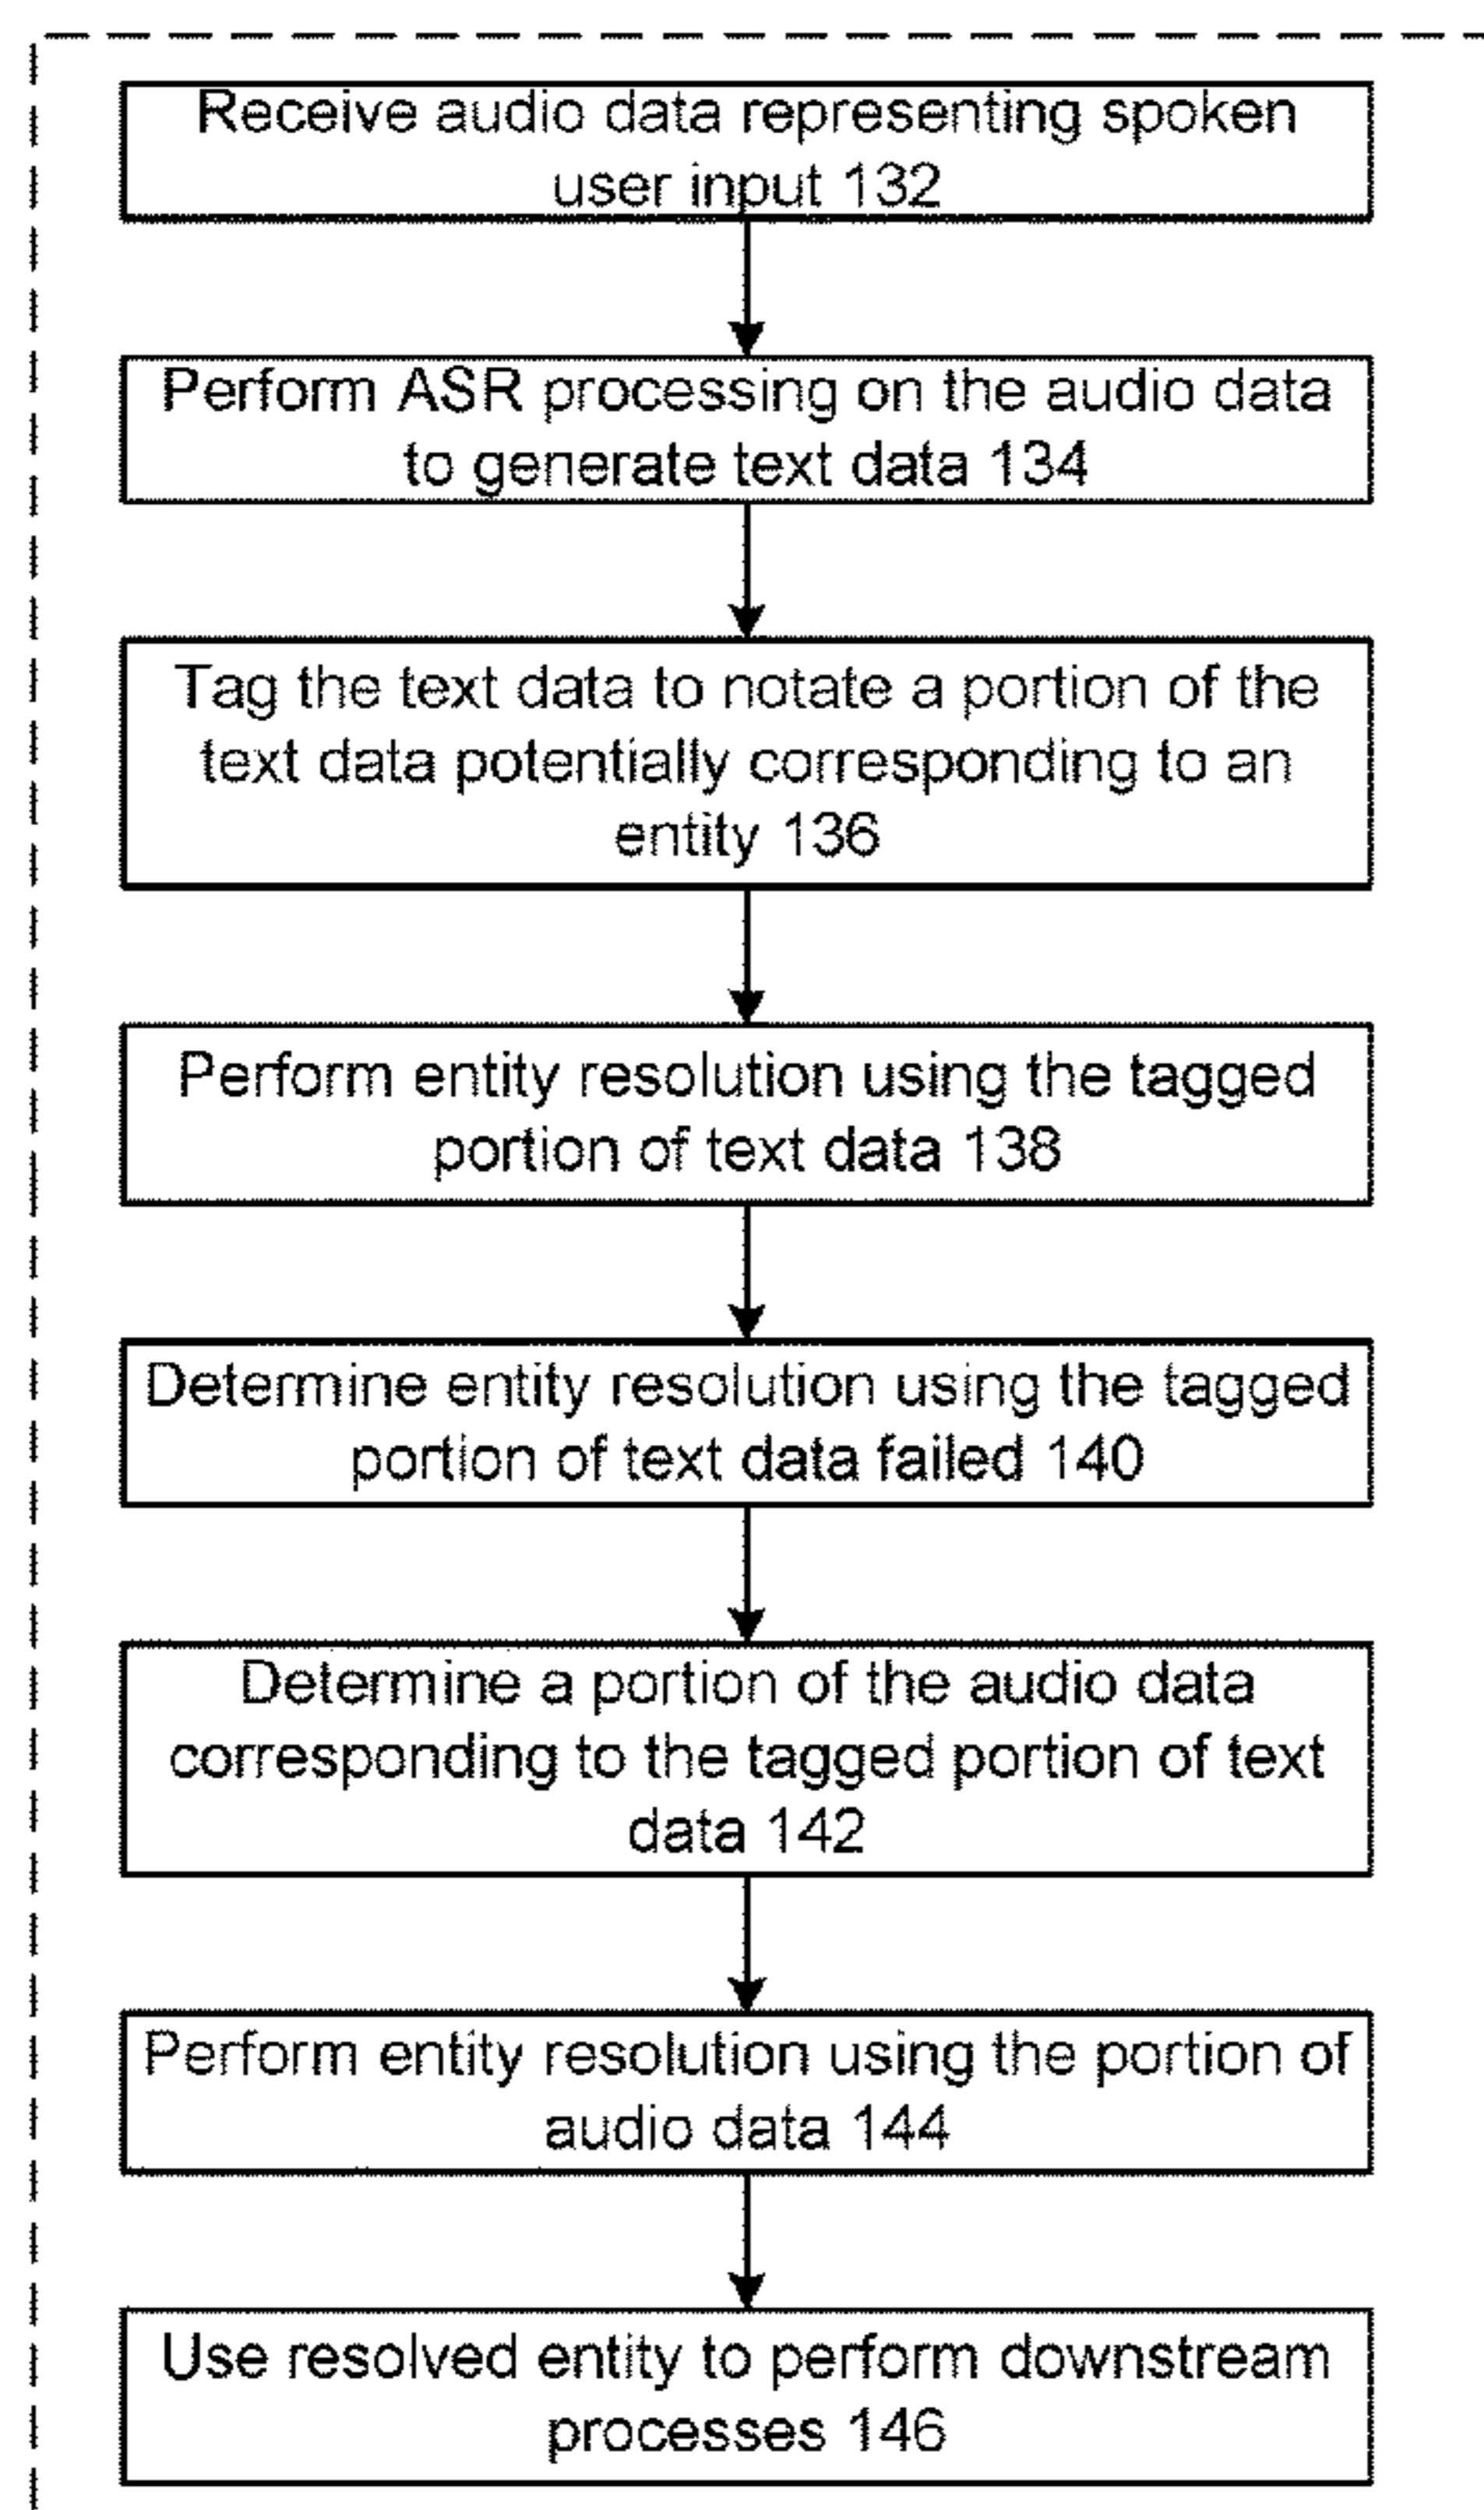 Receive audio data representing spoken
user input 132
Perform ASR processing on the audio data
to generate text data 134
Tag the text data to notate a portion of the
text data potentially corresponding to an
entity 136
Perform entity resolution using the tagged
portion of text data 138
Determine entity resolution using the tagged
portion of text data failed 140
Determine a portion of the audio data
corresponding to the tagged portion of text
data 142
Perform entity resolution using the portion of
audio data 144
Use resolved entity to perform downstream
processes 146